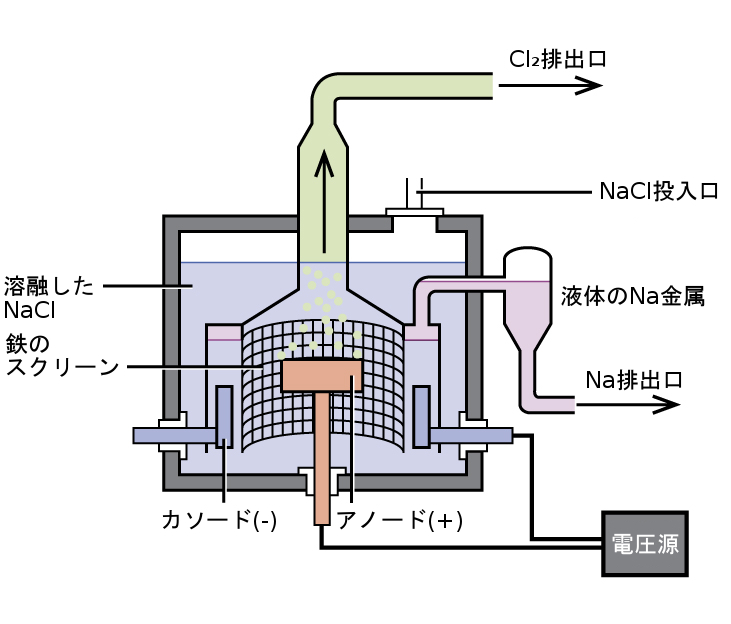 Cl₂排出口
NaCl投入口
溶融した
NaCl
液体のNa金属
鉄の
スクリーン
Na排出口
カソード(-)
アノード(+)
電圧源